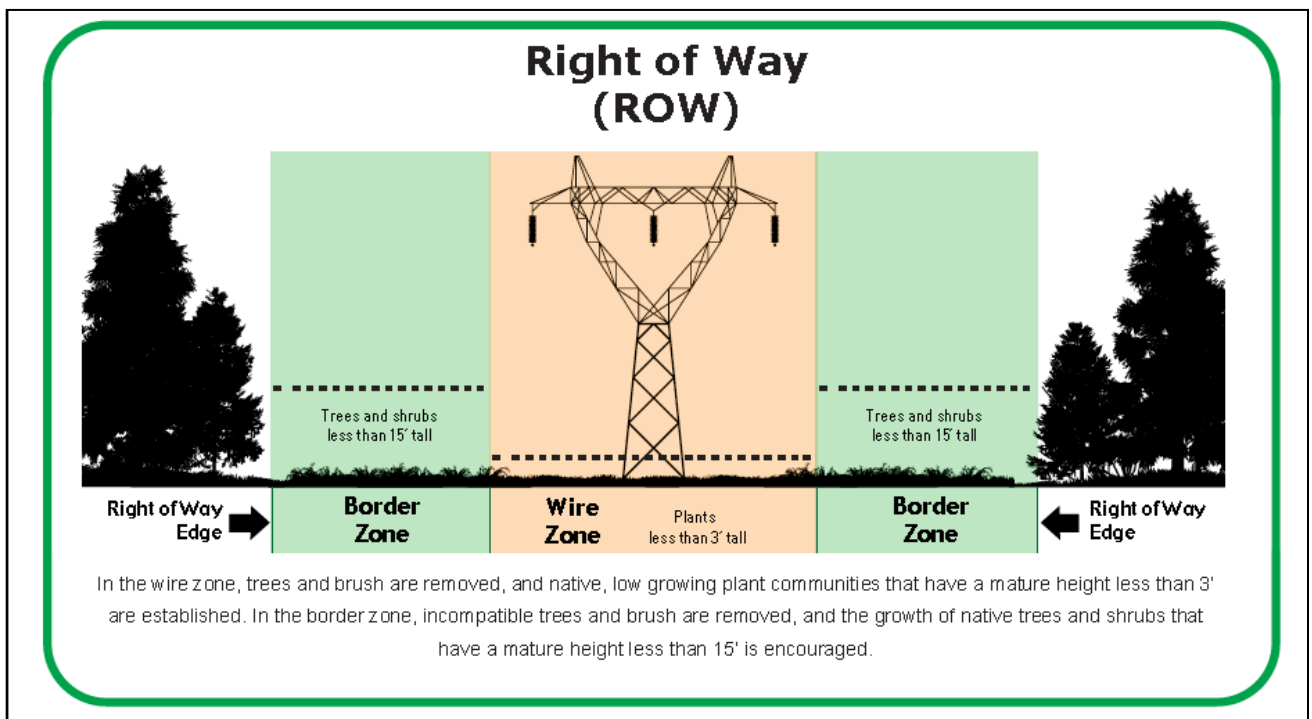 Right of Way
(ROW)
Trees and shrubs
less than 15′ tall
Trees and shrubs
less than 15′ tall
Right of Way
Edge
Border
Zone
Wire
Zone
Plants
less than 3′ tall
Border
Zone
Right of Way
Edge
In the wire zone, trees and brush are removed, and native, low growing plant communities that have a mature height less than 3'
are established. In the border zone, incompatible trees and brush are removed, and the growth of native trees and shrubs that
have a mature height less than 15' is encouraged.